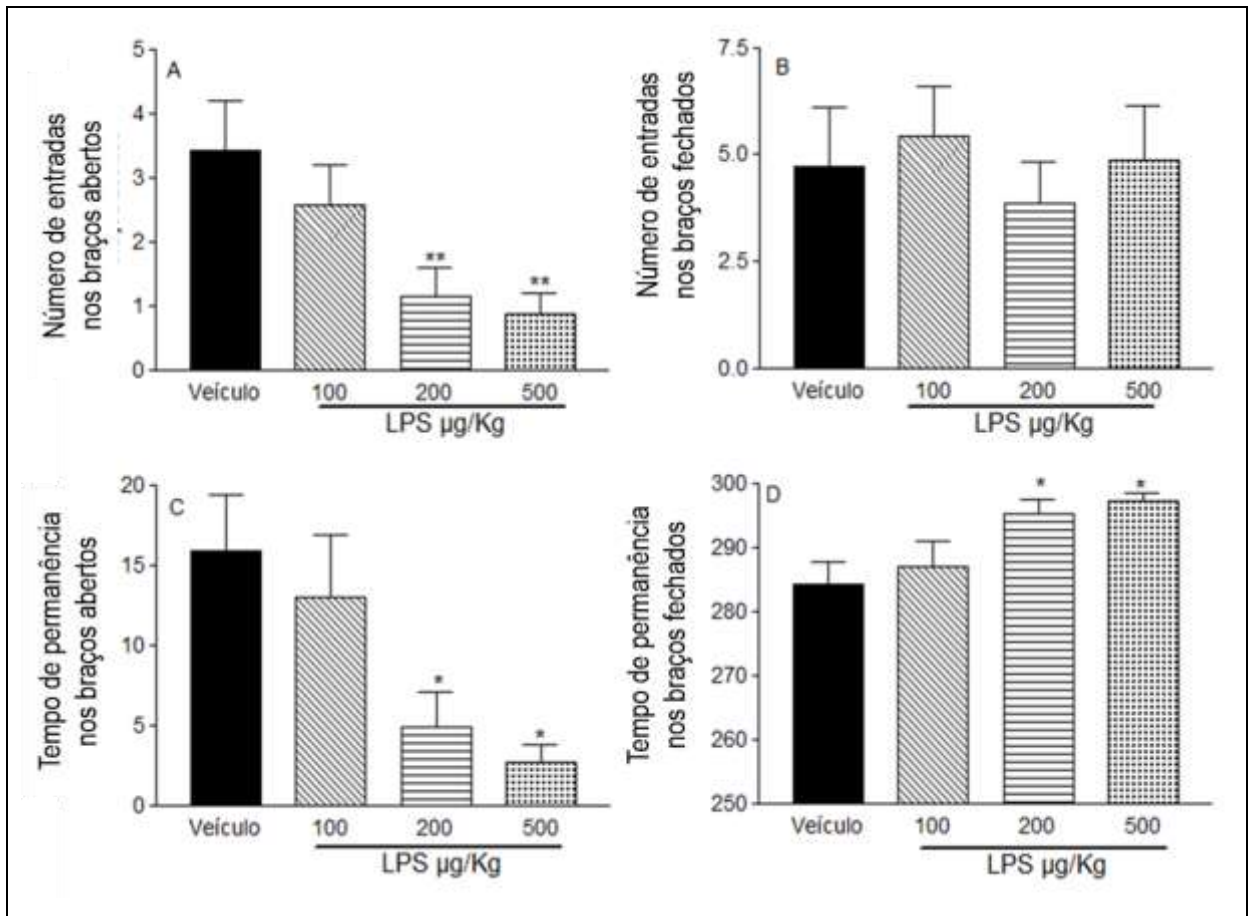 A
Número de entradas
nos braços abertos
5
4
3
2
1
0
**
**
Veículo 100 200 500
LPS µg/Kg
B
Número de entradas
nos braços fechados
7.5
5.0
2.5
0.0
Veículo 100 200 500
LPS µg/Kg
C
Tempo de permanência
nos braços abertos
20
15
10
5
0
*
*
Veículo 100 200 500
LPS µg/Kg
D
Tempo de permanência
nos braços fechados
300
290
280
270
260
250
*
*
Veículo 100 200 500
LPS µg/Kg